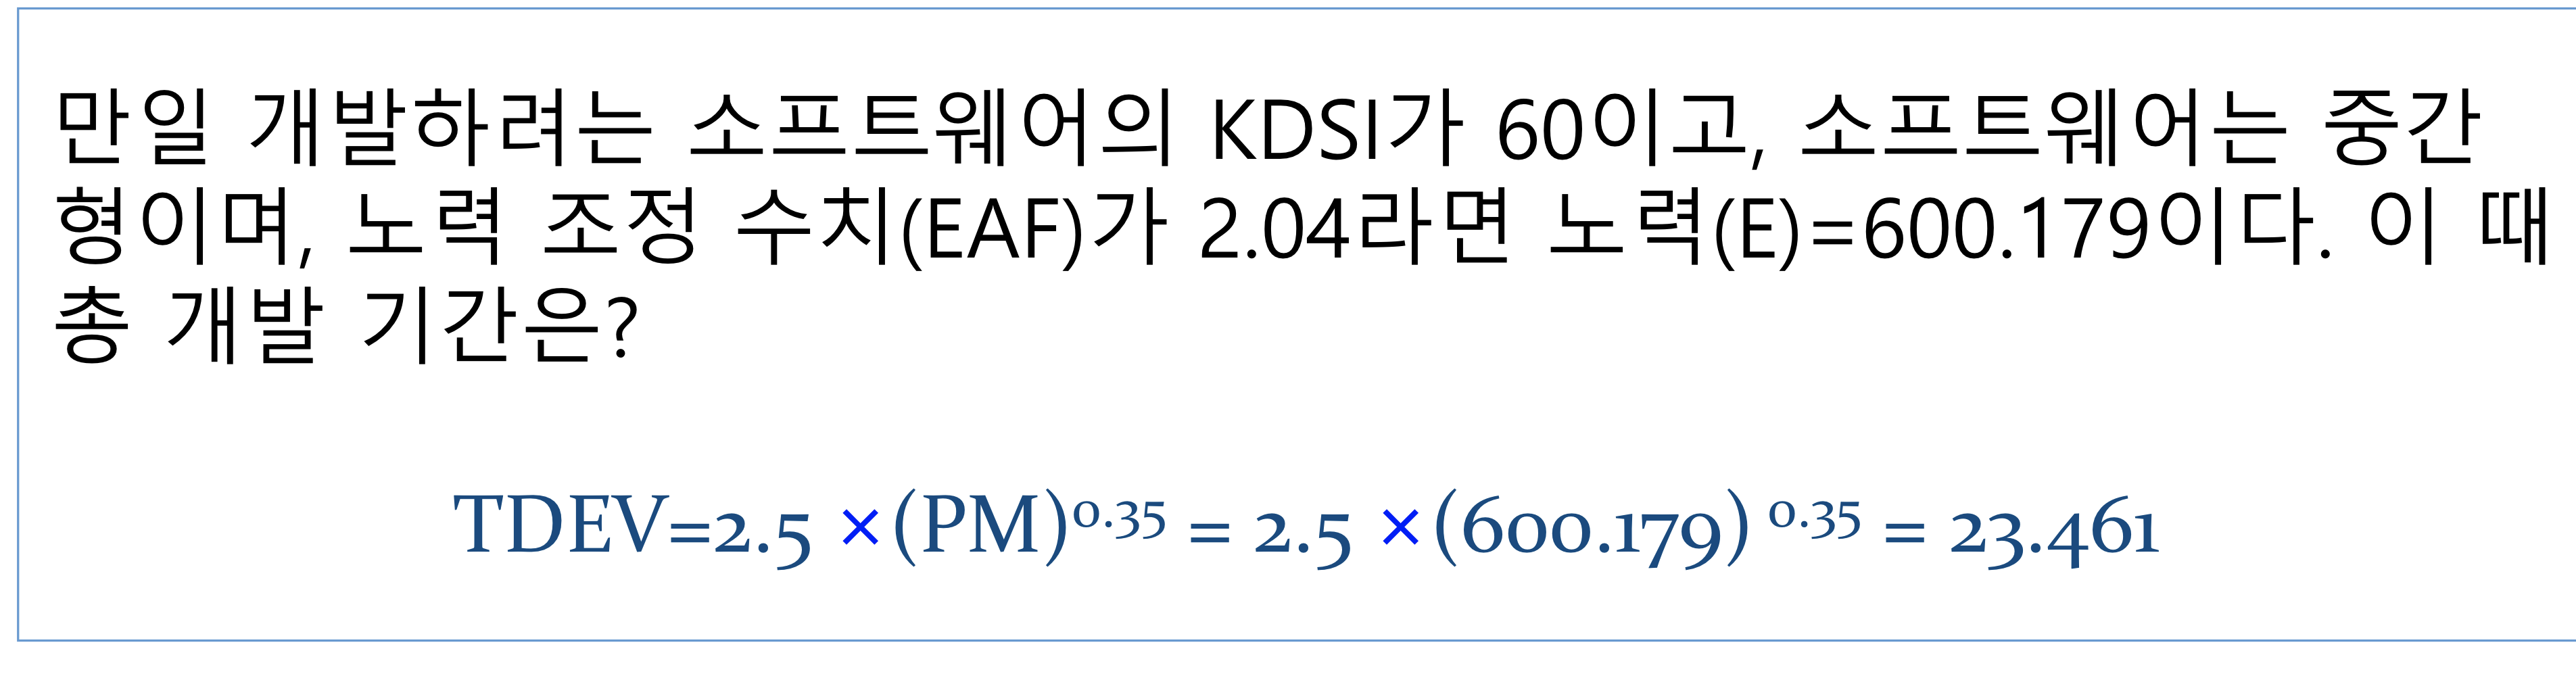 만일 개발하려는 소프트웨어의 KDSI가 60이고, 소프트웨어는 중간
형이며, 노력 조정 수치(EAF)가 2.04라면 노력(E)=600.179이다. 이 때
총 개발 기간은?
TDEV=2.5 ×(PM)^0.35 = 2.5 ×(600.179)^0.35 = 23.461